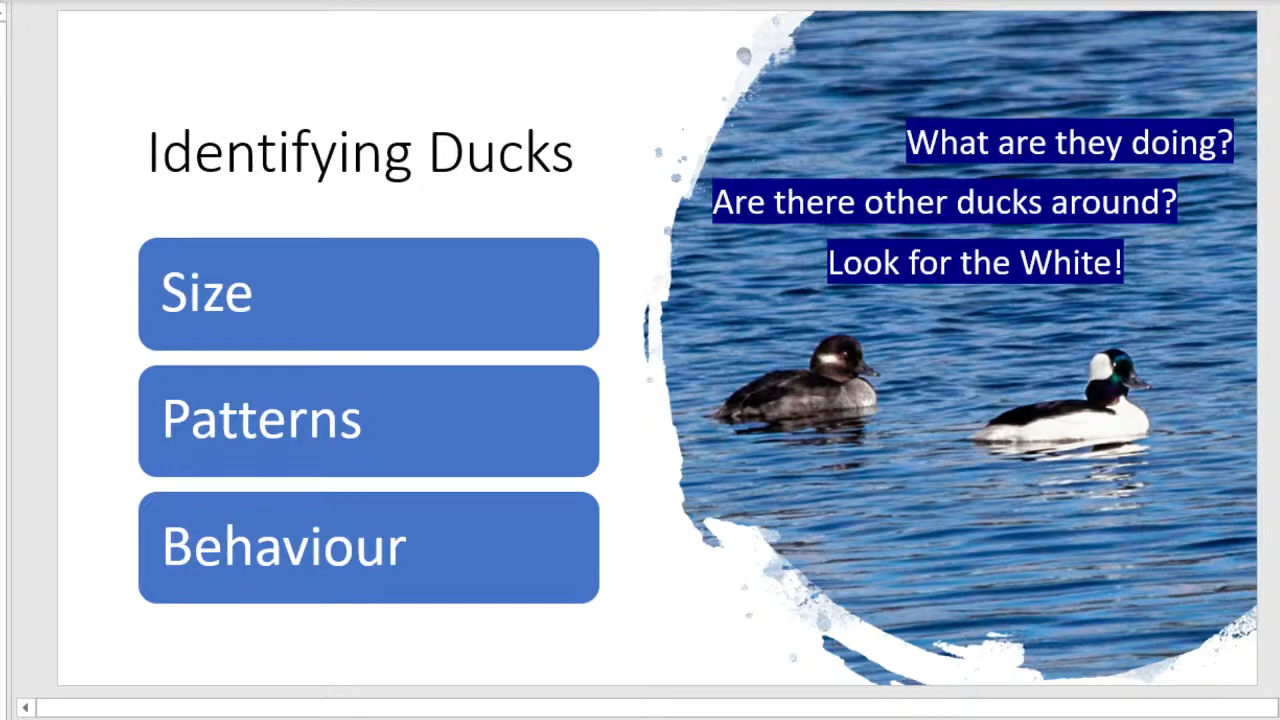 Identifying Ducks
Size
Patterns
Behaviour
What are they doing?
Are there other ducks around?
Look for the White!